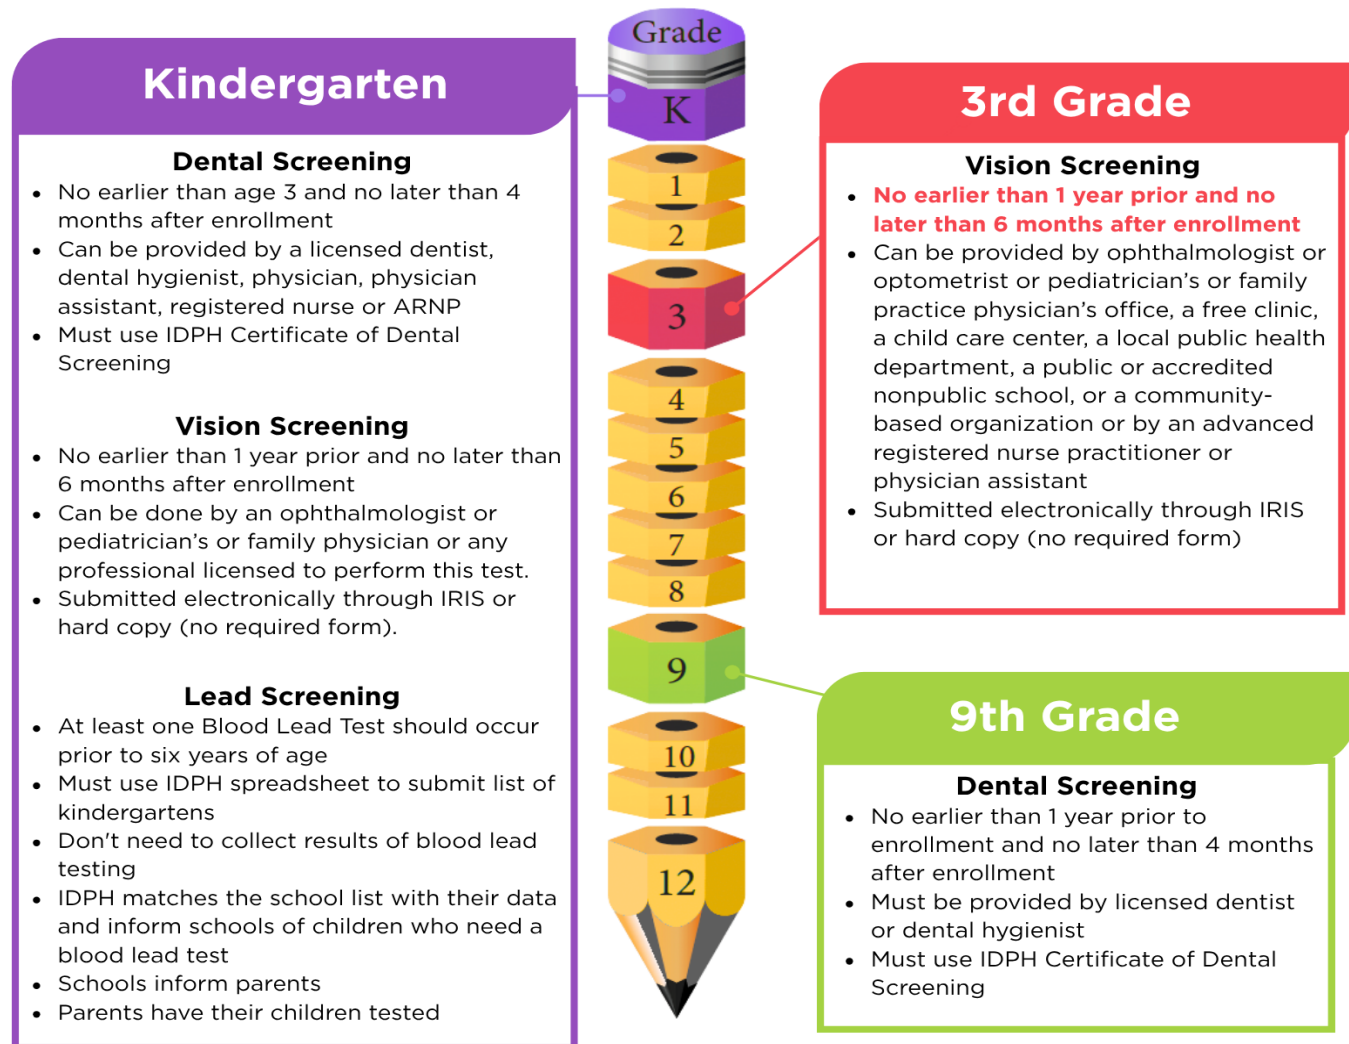 Kindergarten
Dental Screening
• No earlier than age 3 and no later than 4
months after enrollment
• Can be provided by a licensed dentist,
dental hygienist, physician, physician
assistant, registered nurse or ARNP
• Must use IDPH Certificate of Dental
Screening
Vision Screening
• No earlier than 1 year prior and no later than
6 months after enrollment
• Can be done by an ophthalmologist or
pediatrician's or family physician or any
professional licensed to perform this test.
• Submitted electronically through IRIS or
hard copy (no required form).
Lead Screening
• At least one Blood Lead Test should occur
prior to six years of age
• Must use IDPH spreadsheet to submit list of
kindergartens
• Don't need to collect results of blood lead
testing
• IDPH matches the school list with their data
and inform schools of children who need a
blood lead test
• Schools inform parents
• Parents have their children tested
Grade
K
1
2
3
4
5
6
7
8
9
10
11
12
3rd Grade
Vision Screening
• No earlier than 1 year prior and no
later than 6 months after enrollment
• Can be provided by ophthalmologist or
optometrist or pediatrician's or family
practice physician's office, a free clinic,
a child care center, a local public health
department, a public or accredited
nonpublic school, or a community-
based organization or by an advanced
registered nurse practitioner or
physician assistant
• Submitted electronically through IRIS
or hard copy (no required form)
9th Grade
Dental Screening
• No earlier than 1 year prior to
enrollment and no later than 4 months
after enrollment
• Must be provided by licensed dentist
or dental hygienist
• Must use IDPH Certificate of Dental
Screening